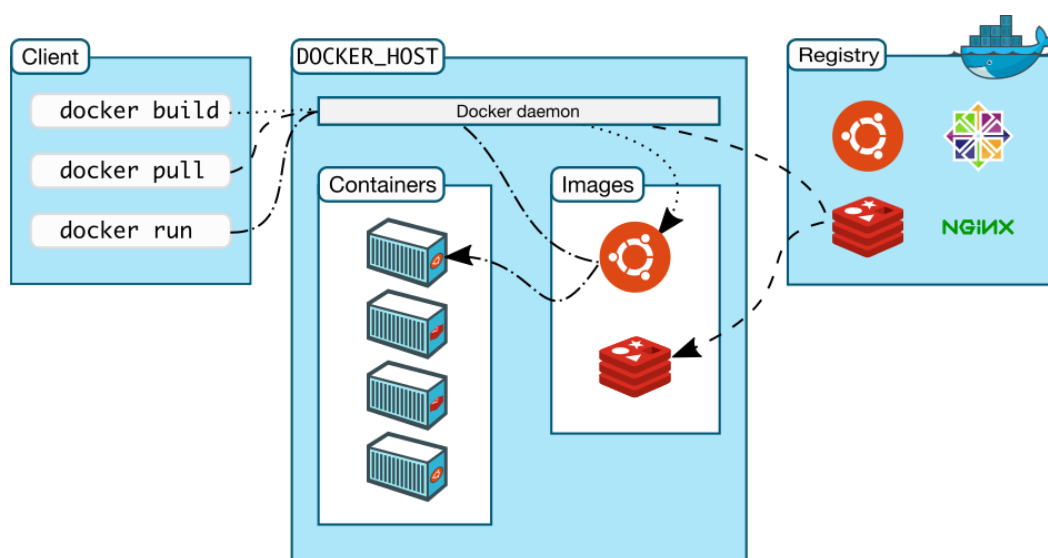 Client
docker build
docker pull
docker run
DOCKER_HOST
Docker daemon
Containers
Images
Registry
NGINX